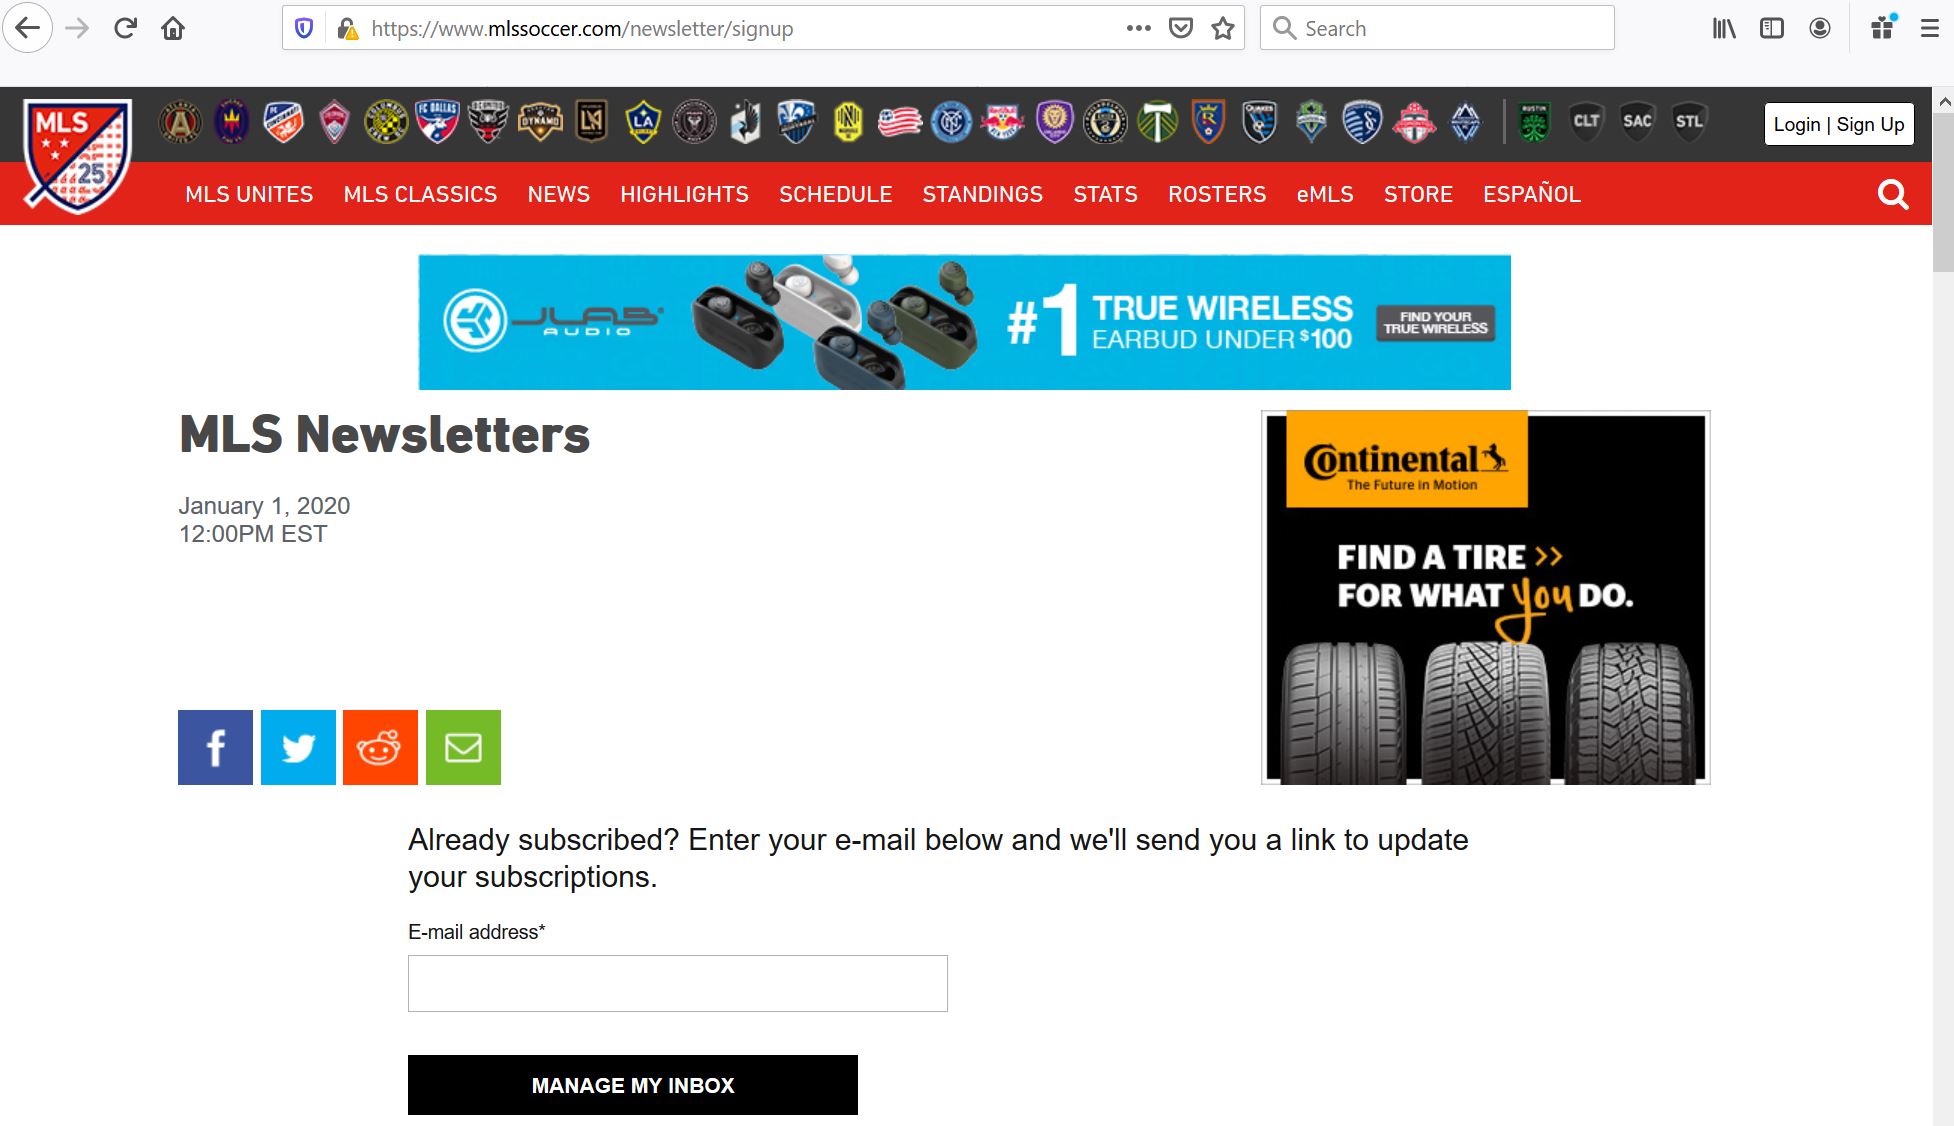 https://www.mlssoccer.com/newsletter/signup
Search
MLS
25
FC DALLAS
DYNAMO
LA
QUAKES
AUSTIN
CLT
SAC
STL
Login | Sign Up
MLS UNITES
MLS CLASSICS
NEWS
HIGHLIGHTS
SCHEDULE
STANDINGS
STATS
ROSTERS
eMLS
STORE
ESPAÑOL
JLAB
AUDIO
#1
TRUE WIRELESS
EARBUD UNDER $100
FIND YOUR
TRUE WIRELESS
MLS Newsletters
January 1, 2020
12:00PM EST
Continental
The Future in Motion
FIND A TIRE >>
FOR WHAT you DO.
Already subscribed? Enter your e-mail below and we'll send you a link to update
your subscriptions.
E-mail address*
MANAGE MY INBOX